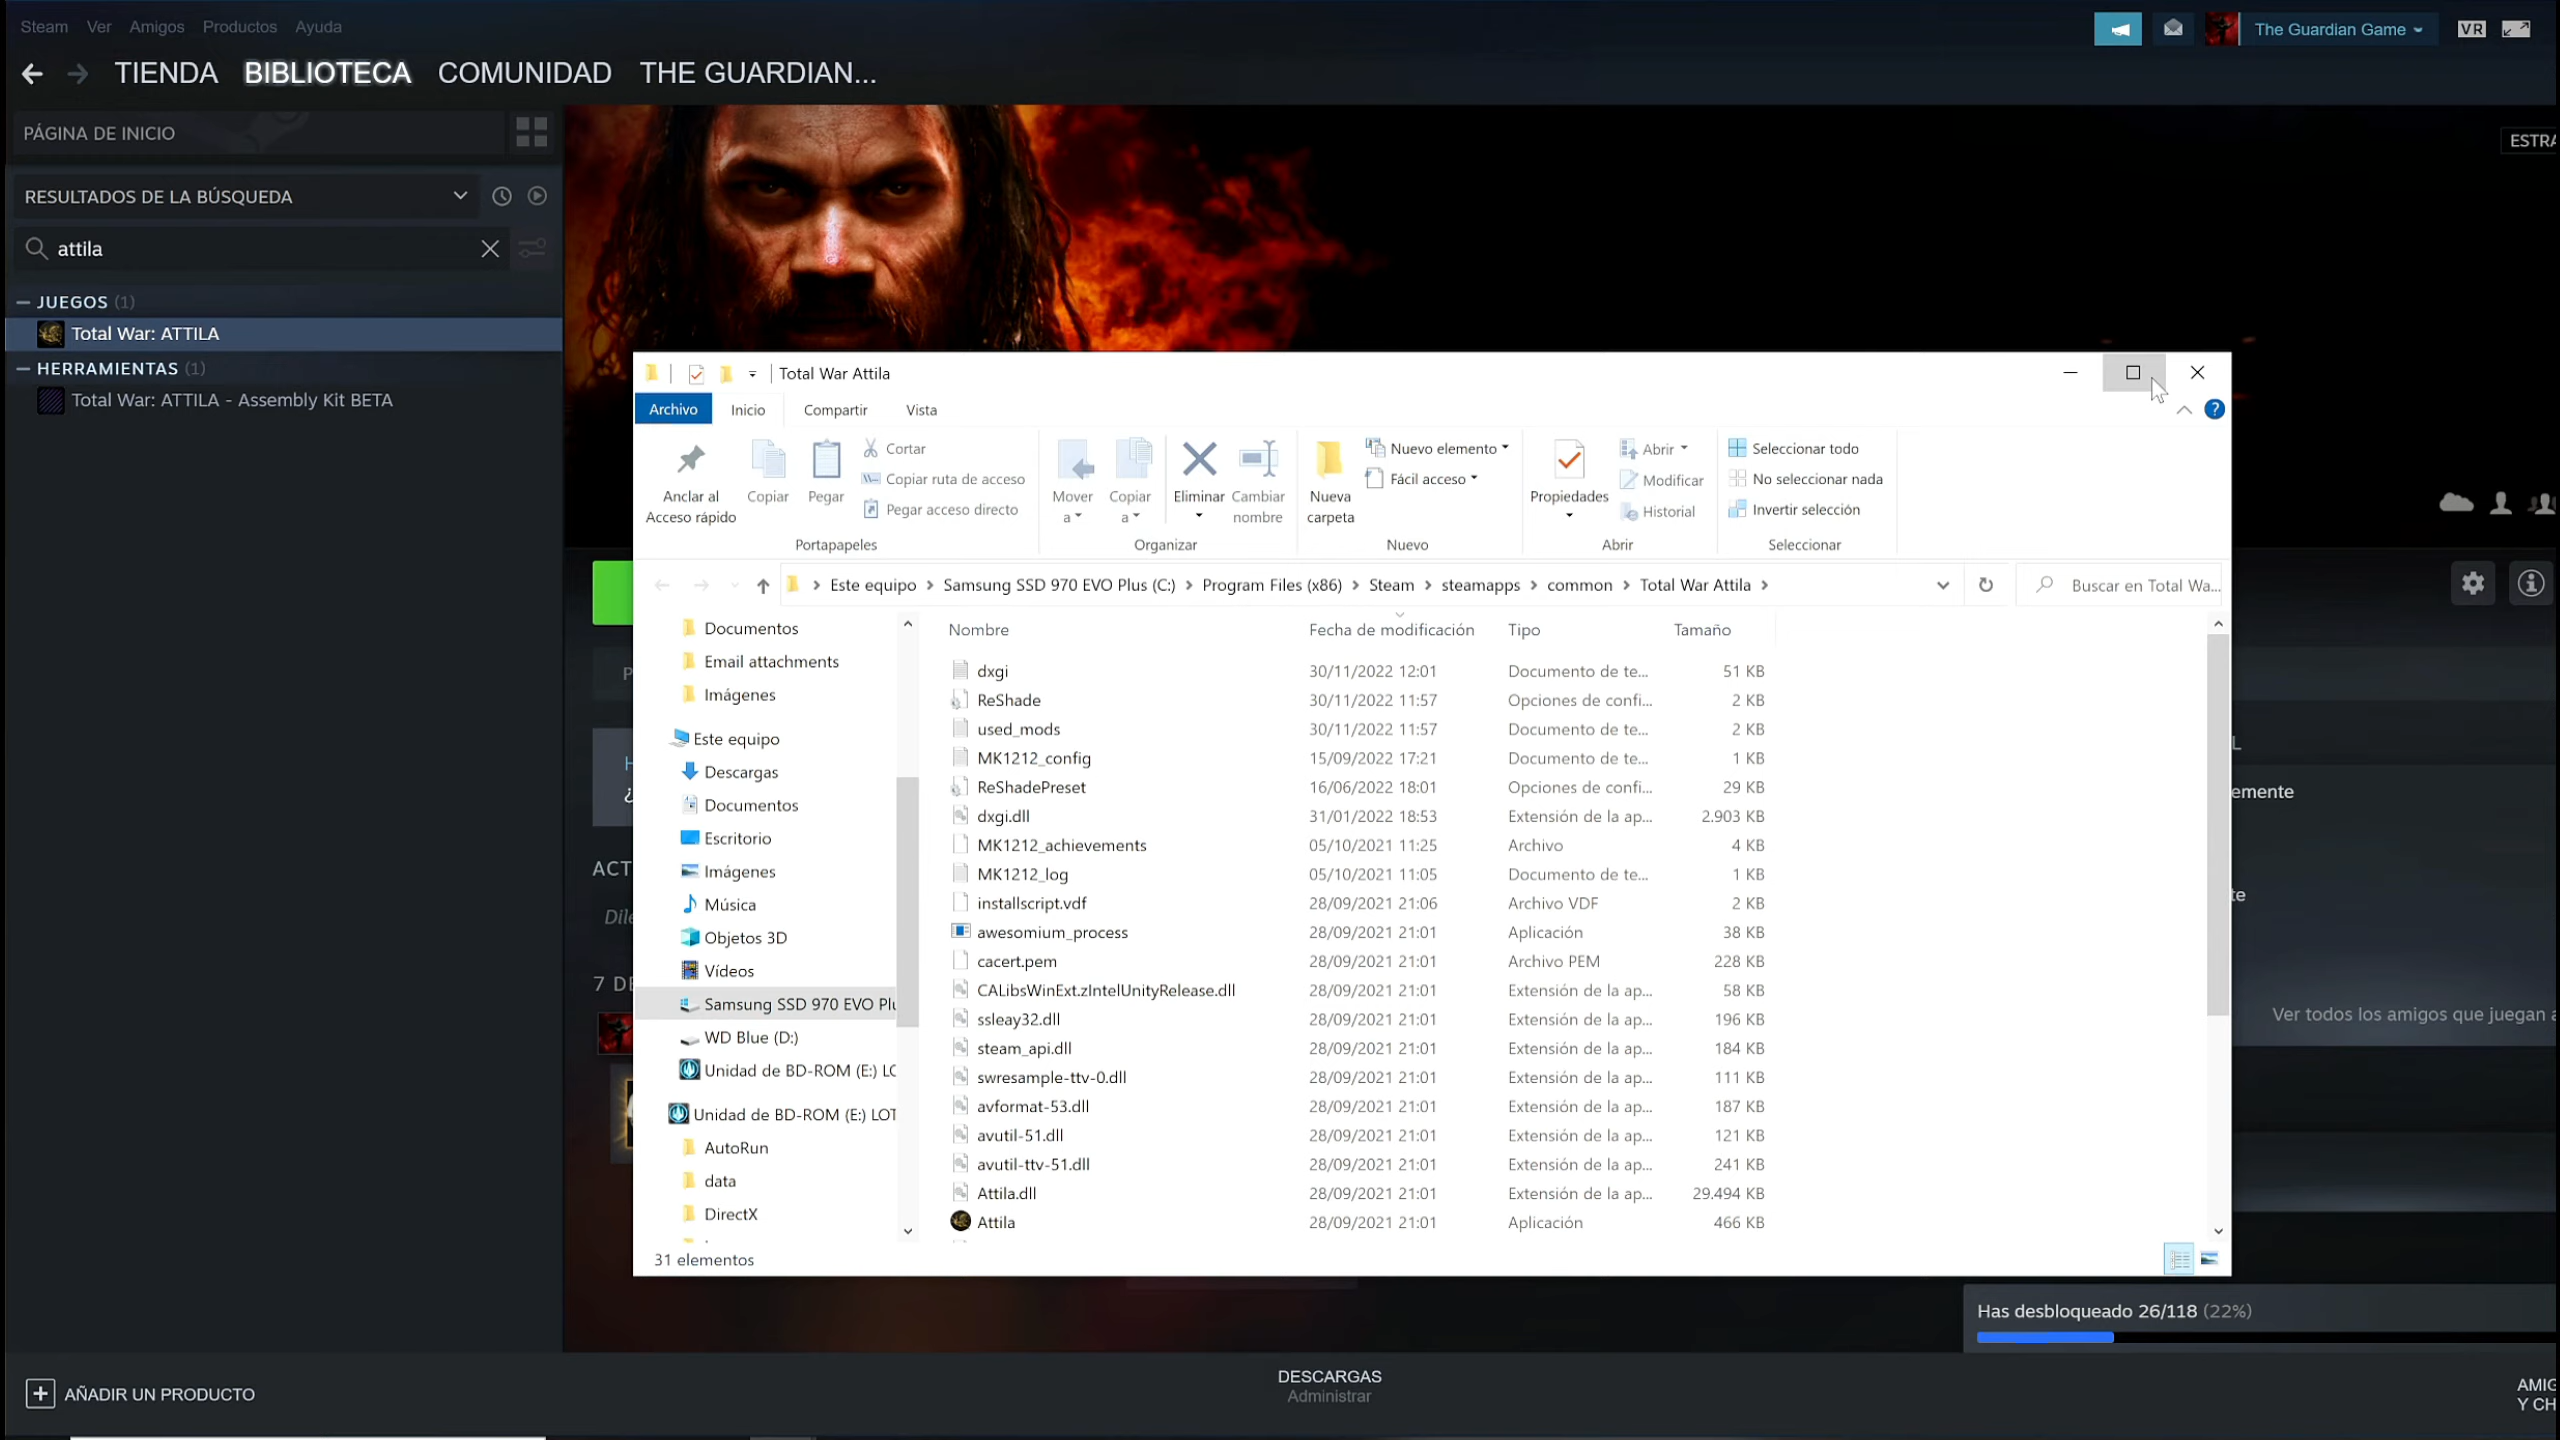 Steam Ver Amigos Productos Ayuda
The Guardian Game
VR
TIENDA BIBLIOTECA COMUNIDAD THE GUARDIAN...
PÁGINA DE INICIO
ESTRA
RESULTADOS DE LA BÚSQUEDA
attila
JUEGOS (1)
Total War: ATTILA
HERRAMIENTAS (1)
Total War: ATTILA - Assembly Kit BETA
Total War Attila
Archivo Inicio Compartir Vista
Anclar al
Acceso rápido
Copiar
Pegar
Cortar
Copiar ruta de acceso
Pegar acceso directo
Portapapeles
Mover
a
Copiar
a
Eliminar
Cambiar
nombre
Organizar
Nueva
carpeta
Nuevo elemento
Fácil acceso
Nuevo
Propiedades
Abrir
Modificar
Historial
Abrir
Seleccionar todo
No seleccionar nada
Invertir selección
Seleccionar
Este equipo › Samsung SSD 970 EVO Plus (C:) › Program Files (x86) › Steam › steamapps › common › Total War Attila ›
Buscar en Total Wa...
Documentos
Email attachments
Imágenes
Este equipo
Descargas
Documentos
Escritorio
Imágenes
Música
Objetos 3D
Vídeos
Samsung SSD 970 EVO Plu
WD Blue (D:)
Unidad de BD-ROM (E:) LO
Unidad de BD-ROM (E:) LOT
AutoRun
data
DirectX
Nombre Fecha de modificación Tipo Tamaño
dxgi 30/11/2022 12:01 Documento de te... 51 KB
ReShade 30/11/2022 11:57 Opciones de confi... 2 KB
used_mods 30/11/2022 11:57 Documento de te... 2 KB
MK1212_config 15/09/2022 17:21 Documento de te... 1 KB
ReShadePreset 16/06/2022 18:01 Opciones de confi... 29 KB
dxgi.dll 31/01/2022 18:53 Extensión de la ap... 2.903 KB
MK1212_achievements 05/10/2021 11:25 Archivo 4 KB
MK1212_log 05/10/2021 11:05 Documento de te... 1 KB
installscript.vdf 28/09/2021 21:06 Archivo VDF 2 KB
awesomium_process 28/09/2021 21:01 Aplicación 38 KB
cacert.pem 28/09/2021 21:01 Archivo PEM 228 KB
CALibsWinExt.zIntelUnityRelease.dll 28/09/2021 21:01 Extensión de la ap... 58 KB
ssleay32.dll 28/09/2021 21:01 Extensión de la ap... 196 KB
steam_api.dll 28/09/2021 21:01 Extensión de la ap... 184 KB
swresample-ttv-0.dll 28/09/2021 21:01 Extensión de la ap... 111 KB
avformat-53.dll 28/09/2021 21:01 Extensión de la ap... 187 KB
avutil-51.dll 28/09/2021 21:01 Extensión de la ap... 121 KB
avutil-ttv-51.dll 28/09/2021 21:01 Extensión de la ap... 241 KB
Attila.dll 28/09/2021 21:01 Extensión de la ap... 29.494 KB
Attila 28/09/2021 21:01 Aplicación 466 KB
31 elementos
P
H
¿
ACT
Dile
7 DE
L
emente
te
Ver todos los amigos que juegan a
Has desbloqueado 26/118 (22%)
AÑADIR UN PRODUCTO
DESCARGAS
Administrar
AMIG
Y CH